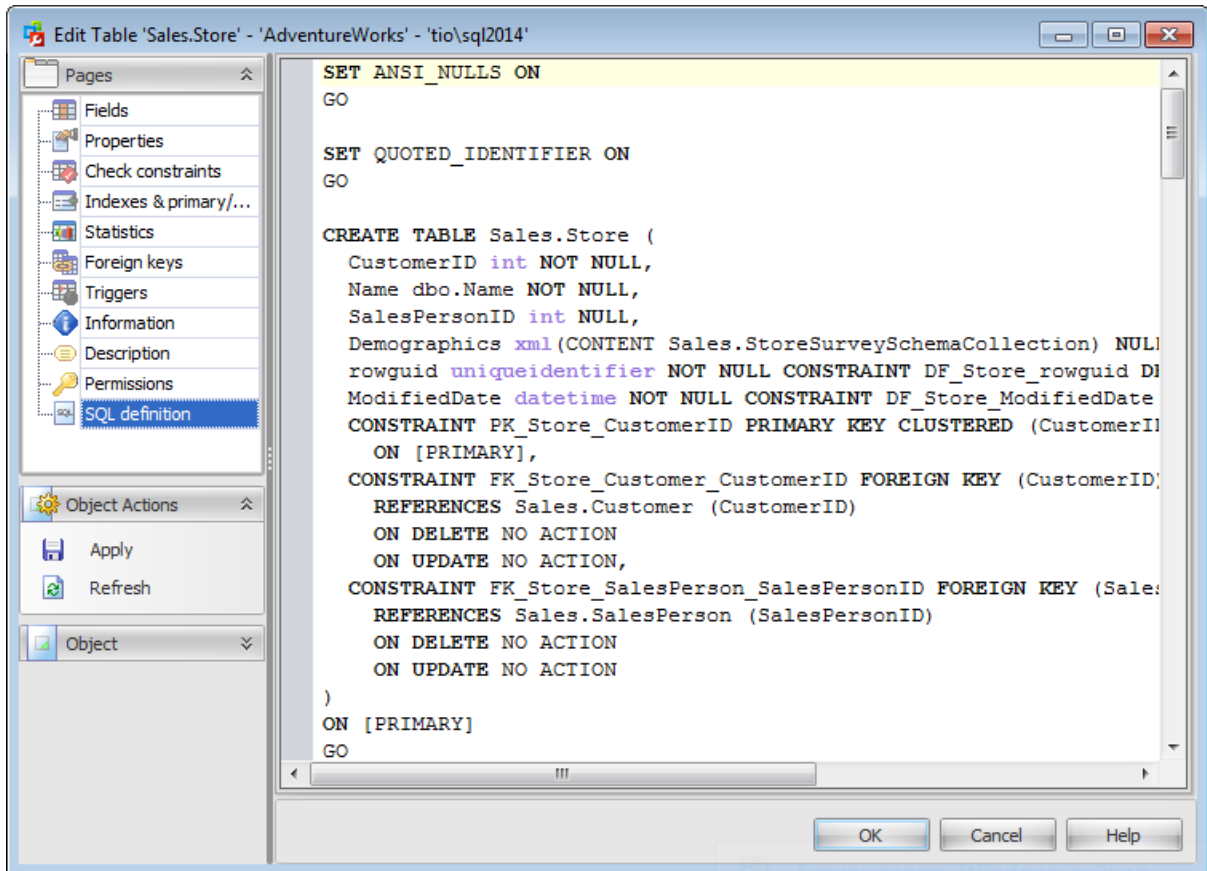 Edit Table 'Sales.Store' - 'AdventureWorks' - 'tio\sql2014'
Pages
Fields
Properties
Check constraints
Indexes & primary/...
Statistics
Foreign keys
Triggers
Information
Description
Permissions
SQL definition
Object Actions
Apply
Refresh
Object
SET ANSI_NULLS ON
GO
SET QUOTED_IDENTIFIER ON
GO
CREATE TABLE Sales.Store (
CustomerID int NOT NULL,
Name dbo.Name NOT NULL,
SalesPersonID int NULL,
Demographics xml(CONTENT Sales.StoreSurveySchemaCollection)
rowguid uniqueidentifier NOT NULL CONSTRAINT DF_Store_rowguid
ModifiedDate datetime NOT NULL CONSTRAINT DF_Store_ModifiedDate
CONSTRAINT PK_Store_CustomerID PRIMARY KEY CLUSTERED
ON [PRIMARY],
CONSTRAINT FK_Store_Customer_CustomerID FOREIGN KEY (CustomerID)
REFERENCES Sales.Customer (CustomerID)
ON DELETE NO ACTION
ON UPDATE NO ACTION,
CONSTRAINT FK_Store_SalesPerson_SalesPersonID FOREIGN KEY
REFERENCES Sales.SalesPerson (SalesPersonID)
ON DELETE NO ACTION
ON UPDATE NO ACTION
)
ON [PRIMARY]
GO
OK
Cancel
Help